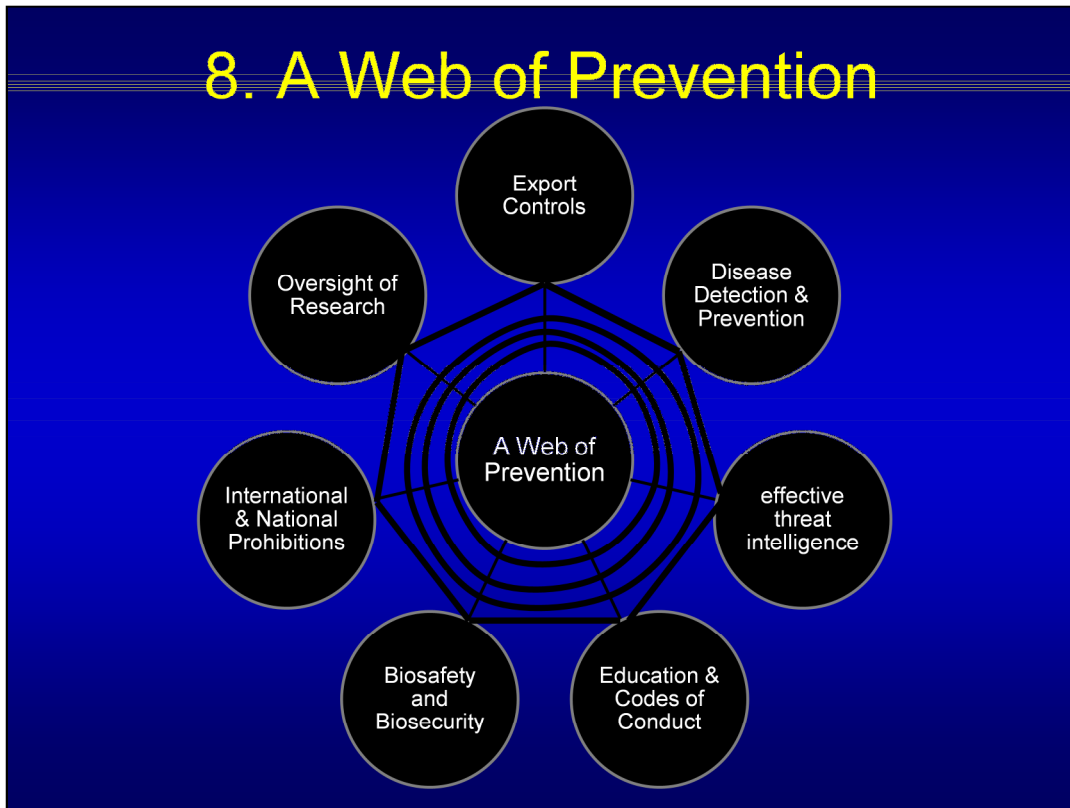 8. A Web of Prevention
Export
Controls
Oversight of
Research
Disease
Detection &
Prevention
A Web of
Prevention
International
& National
Prohibitions
effective
threat
intelligence
Biosafety
and
Biosecurity
Education &
Codes of
Conduct